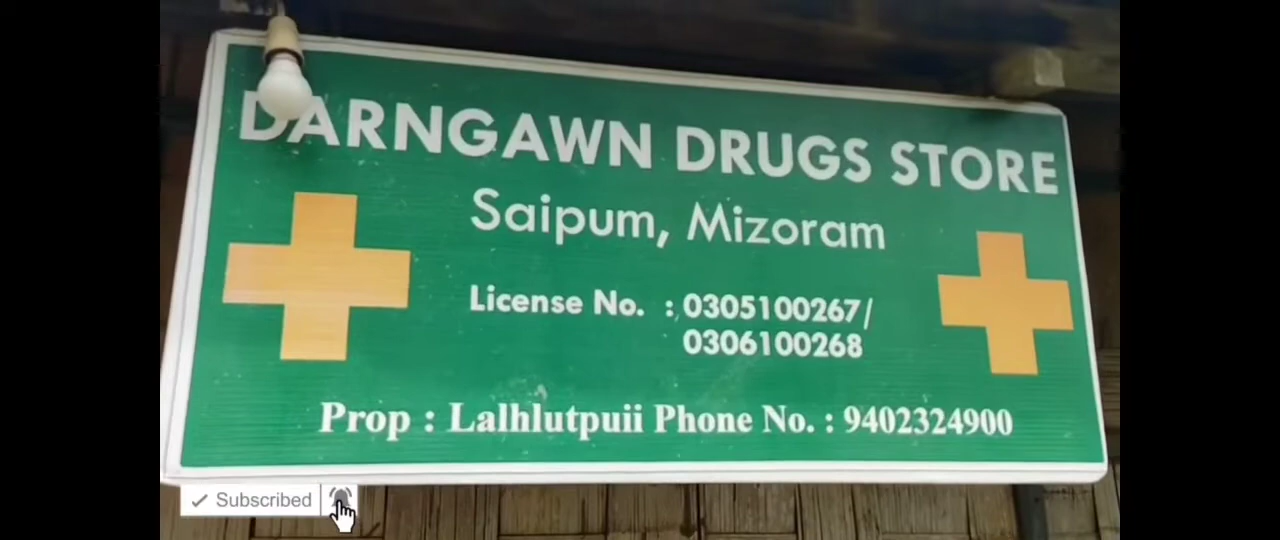 DARNGAWN DRUGS STORE
Saipum, Mizoram
License No. : 0305100267/
0306100268
Prop : Lalhlutpuii Phone No. : 9402324900
Subscribed